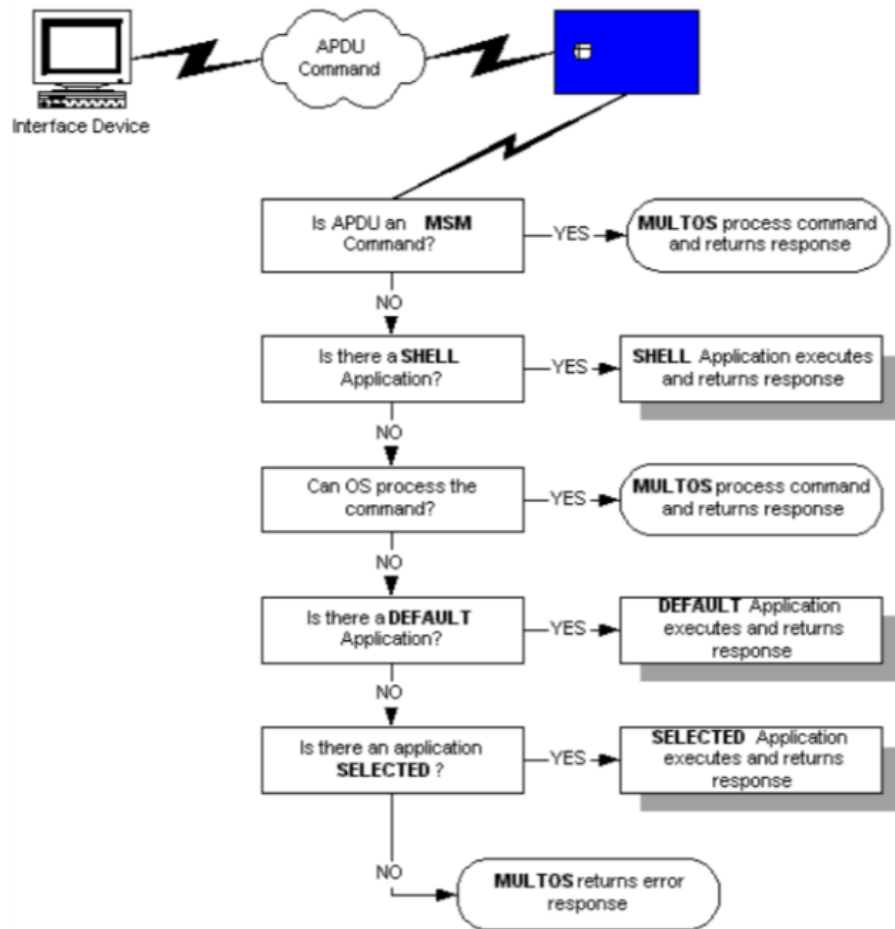 APDU
Command
Interface Device
Is APDU an MSM
Command?
YES
MULTOS process command
and returns response
NO
Is there a SHELL
Application?
YES
SHELL Application executes
and returns response
NO
Can OS process the
command?
YES
MULTOS process command
and returns response
NO
Is there a DEFAULT
Application?
YES
DEFAULT Application
executes and returns
response
NO
Is there an application
SELECTED ?
YES
SELECTED Application
executes and returns
response
NO
MULTOS returns error
response